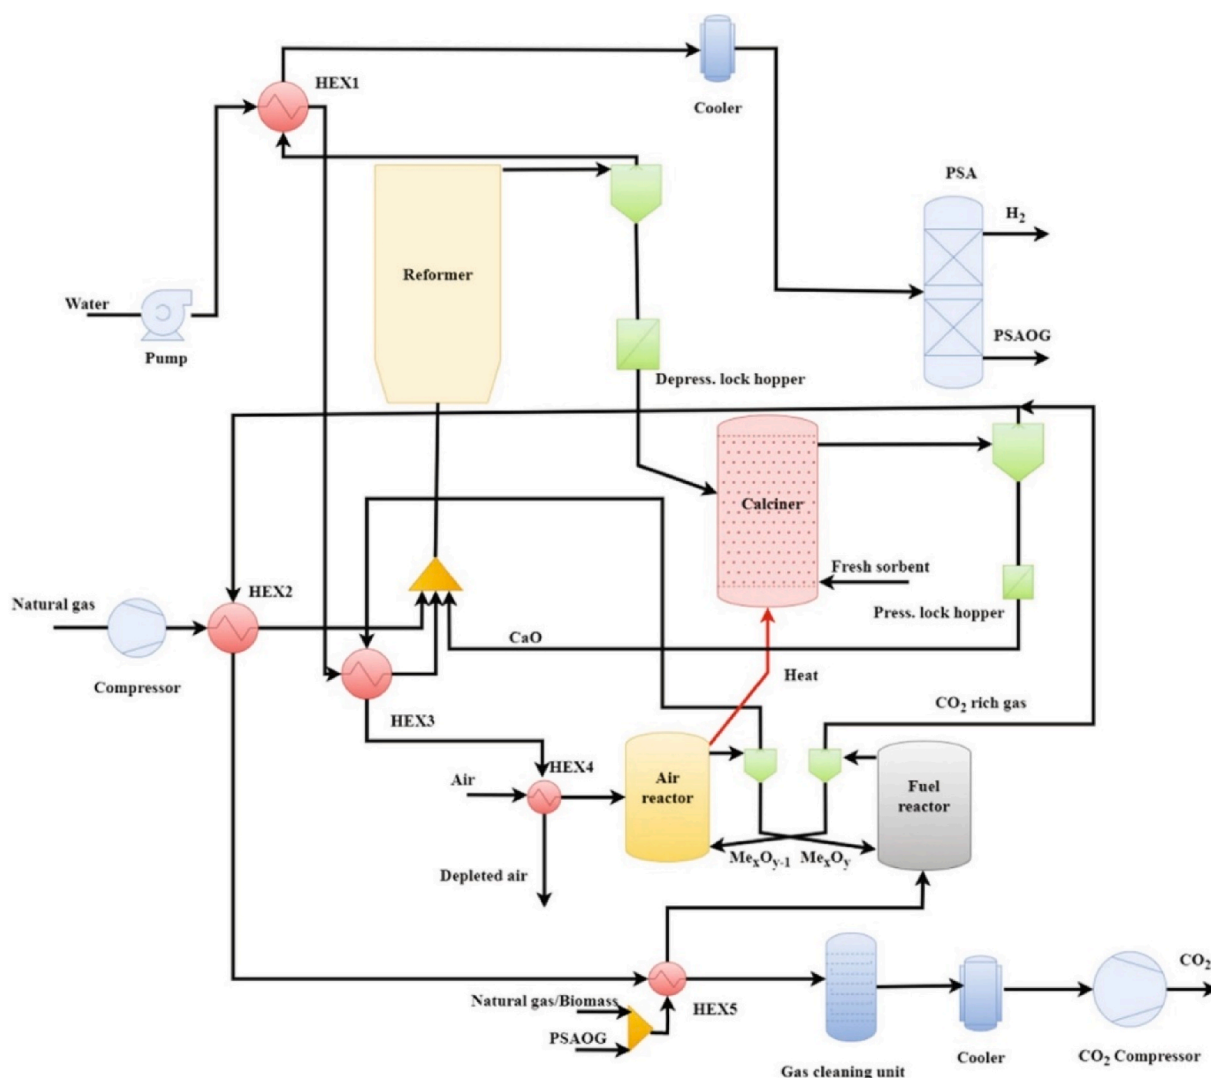 HEX1
Cooler
PSA
H2
Reformer
Water
PSAOG
Pump
Depress. lock hopper
Calciner
Fresh sorbent
HEX2
Natural gas
Press. lock hopper
CaO
Compressor
Heat
CO2 rich gas
HEX3
HEX4
Air
Air
reactor
Fuel
reactor
MexOy-1
MexOy
Depleted air
CO2
Natural gas/Biomass
HEX5
PSAOG
Cooler
CO2 Compressor
Gas cleaning unit